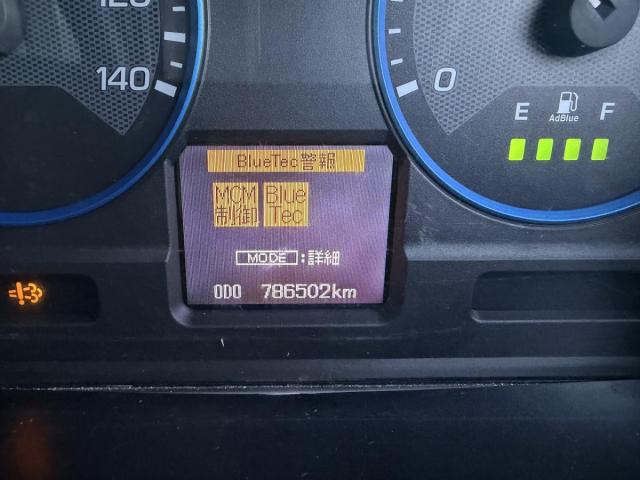 120
140
0
E F
AdBlue
BlueTec警報
MCM Blue
制御 Tec
MODE :詳細
ODO 786502km